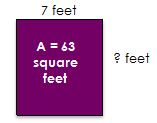 7 feet
A = 63
square
feet
? feet